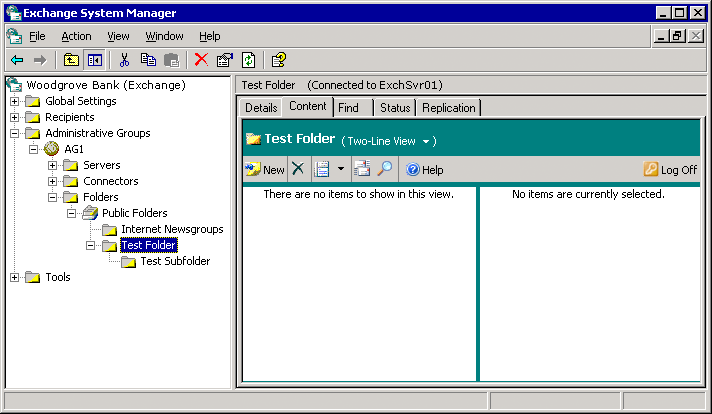 Exchange System Manager
File Action View Window Help
Woodgrove Bank (Exchange)
Global Settings
Recipients
Administrative Groups
AG1
Servers
Connectors
Folders
Public Folders
Internet Newsgroups
Test Folder
Test Subfolder
Tools
Test Folder (Connected to ExchSvr01)
Details Content Find Status Replication
Test Folder (Two-Line View)
New Help Log Off
There are no items to show in this view.
No items are currently selected.